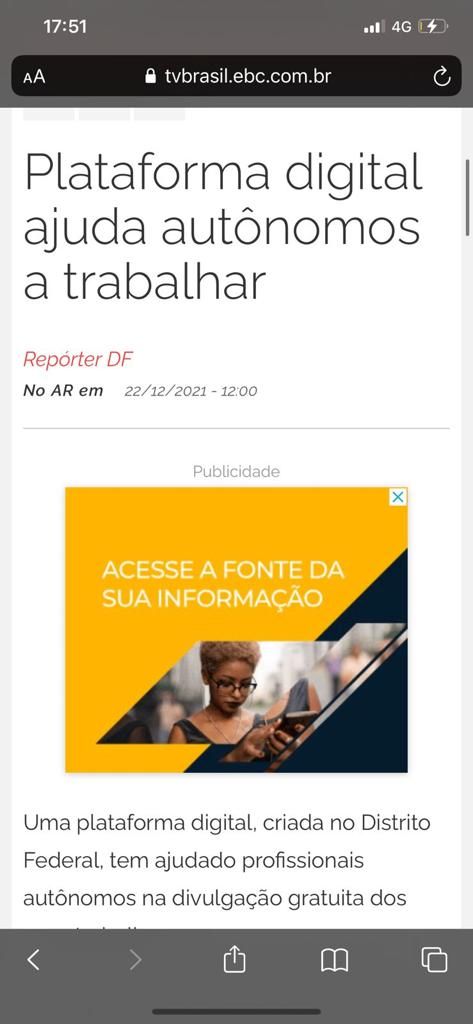 17:51
4G
AA
tvbrasil.ebc.com.br
Plataforma digital
ajuda autônomos
a trabalhar
Repórter DF
No AR em 22/12/2021 - 12:00
Publicidade
ACESSE A FONTE DA
SUA INFORMAÇÃO
Uma plataforma digital, criada no Distrito
Federal, tem ajudado profissionais
autônomos na divulgação gratuita dos